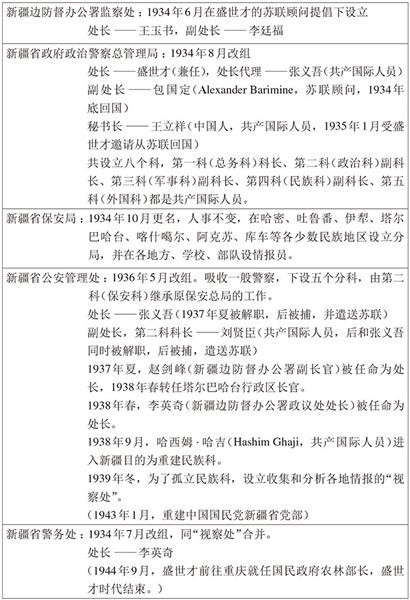 新疆边防督办公署监察处：1934年6月在盛世才的苏联顾问提倡下设立
处长 —— 王玉书，副处长 —— 李廷福
新疆省政府政治警察总管理局：1934年8月改组
处长 —— 盛世才（兼任），处长代理 —— 张义吾（共产国际人员）
副处长 —— 包国定（Alexander Barimine，苏联顾问，1934年
底回国）
秘书长 —— 王立祥（中国人，共产国际人员，1935年1月受盛
世才邀请从苏联回国）
共设立八个科，第一科（总务科）科长、第二科（政治科）副科
长、第三科（军事科）副科长、第四科（民族科）副科长、第五
科（外国科）科长都是共产国际人员。
新疆省保安局：1934年10月更名，人事不变，在哈密、吐鲁番、伊犁、塔尔
巴哈台、喀什噶尔、阿克苏、库车等各少数民族地区设立分
局，并在各地方、学校、部队设情报员。
新疆省公安管理处：1936年5月改组。吸收一般警察，下设五个分科，由第二
科（保安科）继承原保安总局的工作。
处长 —— 张义吾（1937年夏被解职，后被捕，并遣送苏联）
副处长，第二科科长 —— 刘贤臣（共产国际人员，后和张义吾
同时被解职，后被捕，遣送苏联）
1937年夏，赵剑峰（新疆边防督办公署副官长）被任命为处
长，1938年春转任塔尔巴哈台行政区长官。
1938年春，李英奇（新疆边防督办公署政议处处长）被任命为
处长。
1938年9月，哈西姆·哈吉（Hashim Ghaji，共产国际人员）进
入新疆目的为重建民族科。
1939年冬，为了孤立民族科，设立收集和分析各地情报的“视
察处”。
（1943年1月，重建中国国民党新疆省党部）
新疆省警务处：1934年7月改组，同“视察处”合并。
处长 —— 李英奇
（1944年9月，盛世才前往重庆就任国民政府农林部长，盛世
才时代结束。）